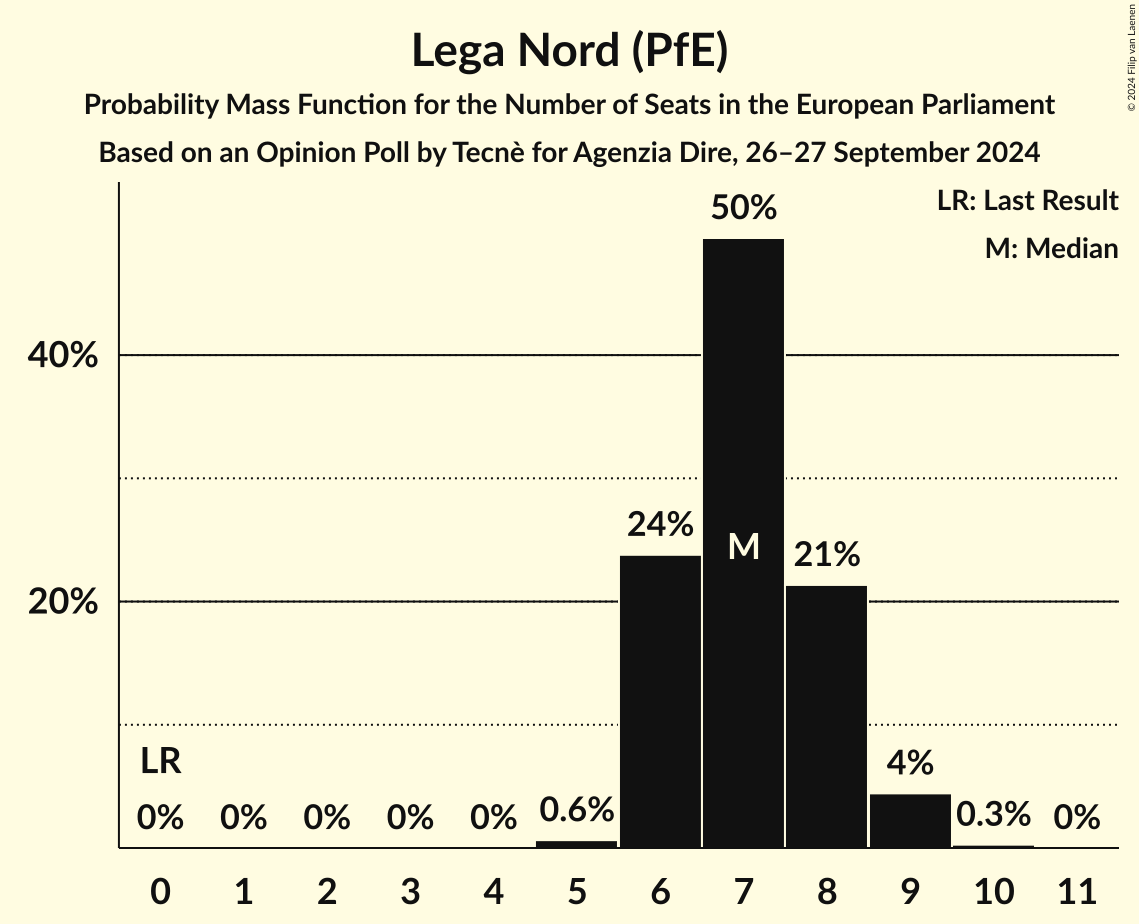 Lega Nord (PfE)
Probability Mass Function for the Number of Seats in the European Parliament
Based on an Opinion Poll by Tecnè for Agenzia Dire, 26–27 September 2024
© 2024 Filip van Laenen
LR: Last Result
M: Median
40%
20%
50%
24%
M
21%
LR
0% 0% 0% 0% 0% 0.6% 4% 0.3% 0%
0 1 2 3 4 5 6 7 8 9 10 11